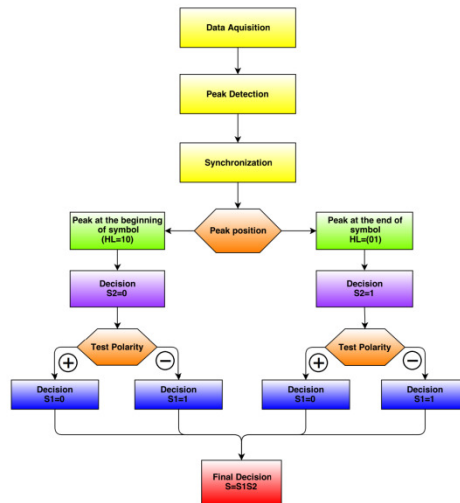 Data Aquisition
Peak Detection
Synchronization
Peak position
Peak at the beginning
of symbol
(HL=10)
Peak at the end of
symbol
HL=(01)
Decision
S2=0
Decision
S2=1
Test Polarity
Test Polarity
+
−
+
−
Decision
S1=0
Decision
S1=1
Decision
S1=0
Decision
S1=1
Final Decision
S=S1S2